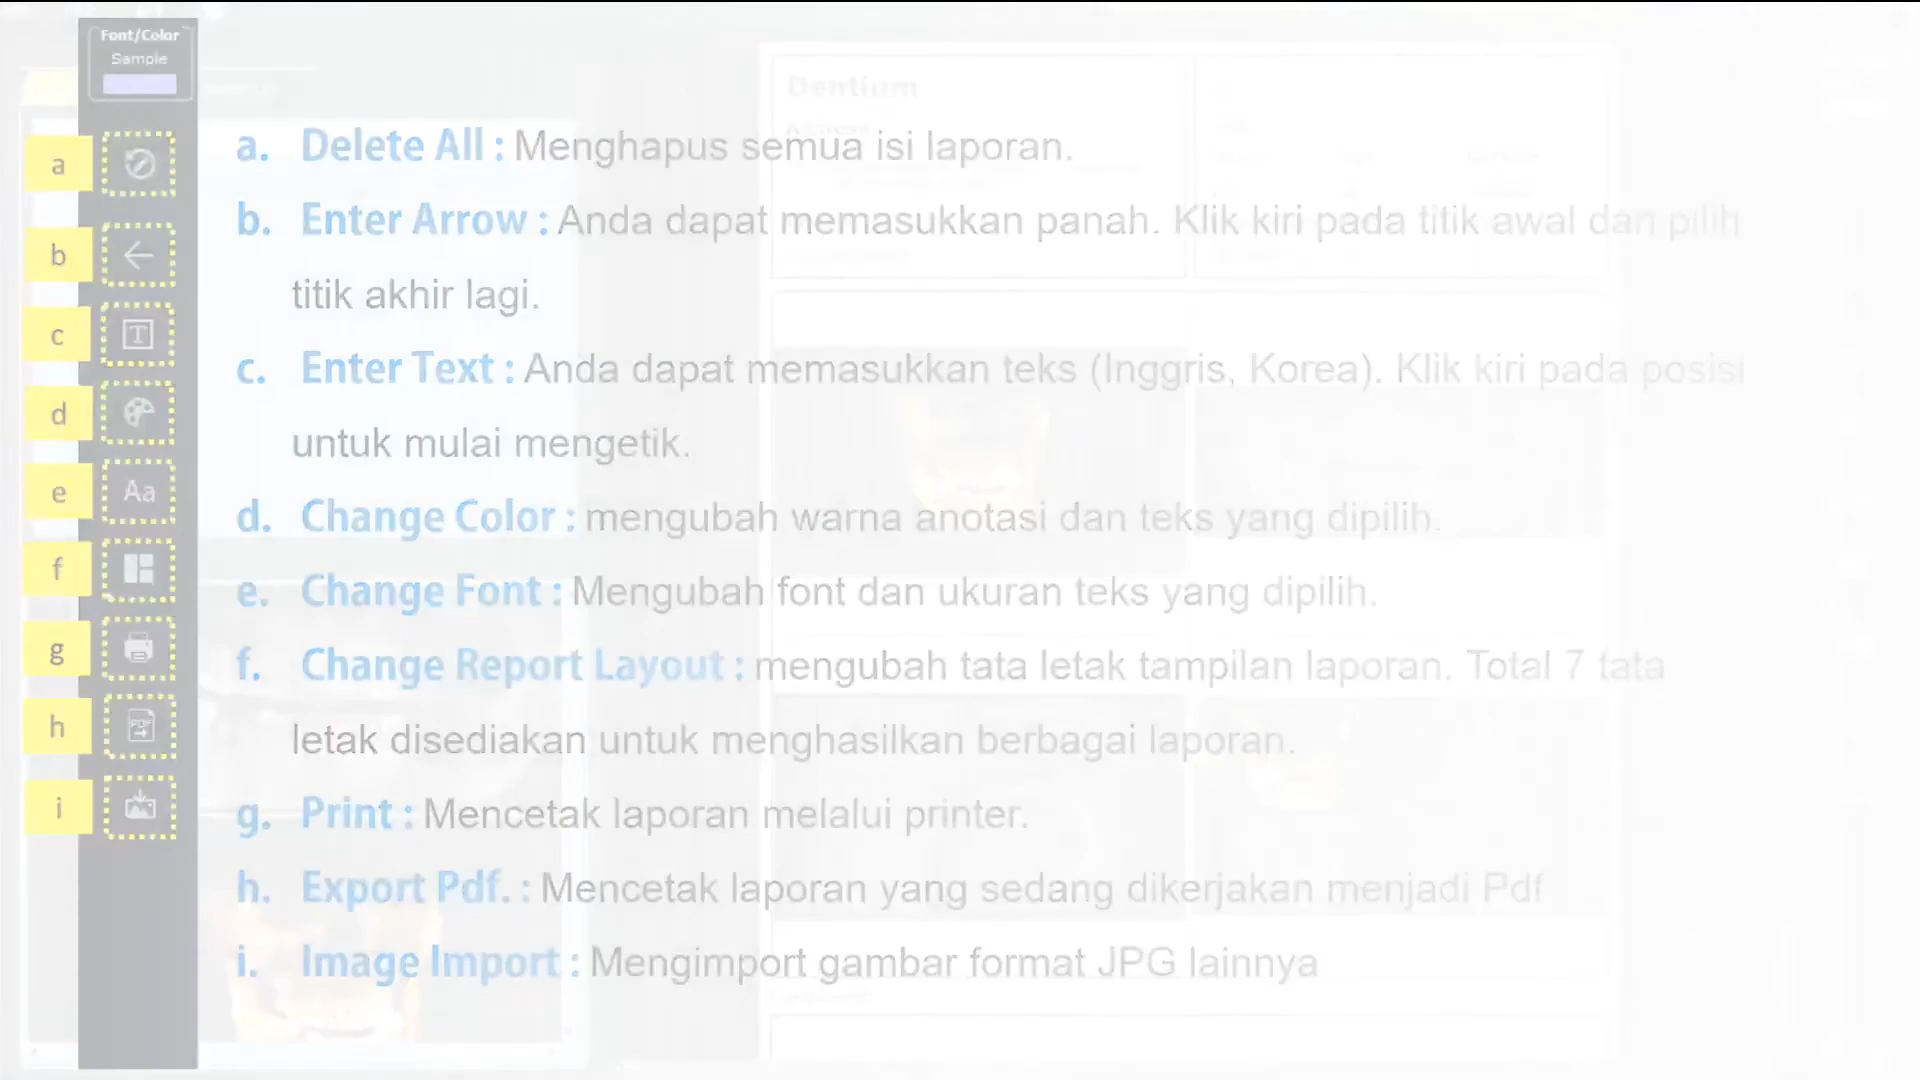 Font/Color
Sample
Dentium
a
a. Delete All : Menghapus semua isi laporan.
b
b. Enter Arrow : Anda dapat memasukkan panah. Klik kiri pada titik awal dan pilih
titik akhir lagi.
c
T
c. Enter Text : Anda dapat memasukkan teks (Inggris, Korea). Klik kiri pada posisi
untuk mulai mengetik.
d
d. Change Color : mengubah warna anotasi dan teks yang dipilih.
e
Aa
e. Change Font : Mengubah font dan ukuran teks yang dipilih.
f
f. Change Report Layout : mengubah tata letak tampilan laporan. Total 7 tata
letak disediakan untuk menghasilkan berbagai laporan.
g
g. Print : Mencetak laporan melalui printer.
h
PDF
h. Export Pdf. : Mencetak laporan yang sedang dikerjakan menjadi Pdf
i
i. Image Import : Mengimport gambar format JPG lainnya